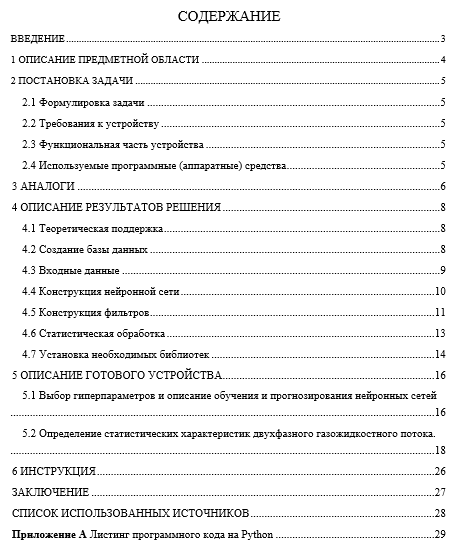 СОДЕРЖАНИЕ
ВВЕДЕНИЕ 3
1 ОПИСАНИЕ ПРЕДМЕТНОЙ ОБЛАСТИ 4
2 ПОСТАНОВКА ЗАДАЧИ 5
2.1 Формулировка задачи 5
2.2 Требования к устройству 5
2.3 Функциональная часть устройства 5
2.4 Используемые программные (аппаратные) средства 5
3 АНАЛОГИ 6
4 ОПИСАНИЕ РЕЗУЛЬТАТОВ РЕШЕНИЯ 8
4.1 Теоретическая поддержка 8
4.2 Создание базы данных 8
4.3 Входные данные 9
4.4 Конструкция нейронной сети 10
4.5 Конструкция фильтров 11
4.6 Статистическая обработка 13
4.7 Установка необходимых библиотек 14
5 ОПИСАНИЕ ГОТОВОГО УСТРОЙСТВА 16
5.1 Выбор гиперпараметров и описание обучения и прогнозирования нейронных сетей
16
5.2 Определение статистических характеристик двухфазного газожидкостного потока.
18
6 ИНСТРУКЦИЯ 26
ЗАКЛЮЧЕНИЕ 27
СПИСОК ИСПОЛЬЗОВАННЫХ ИСТОЧНИКОВ 28
Приложение А Листинг программного кода на Python 29